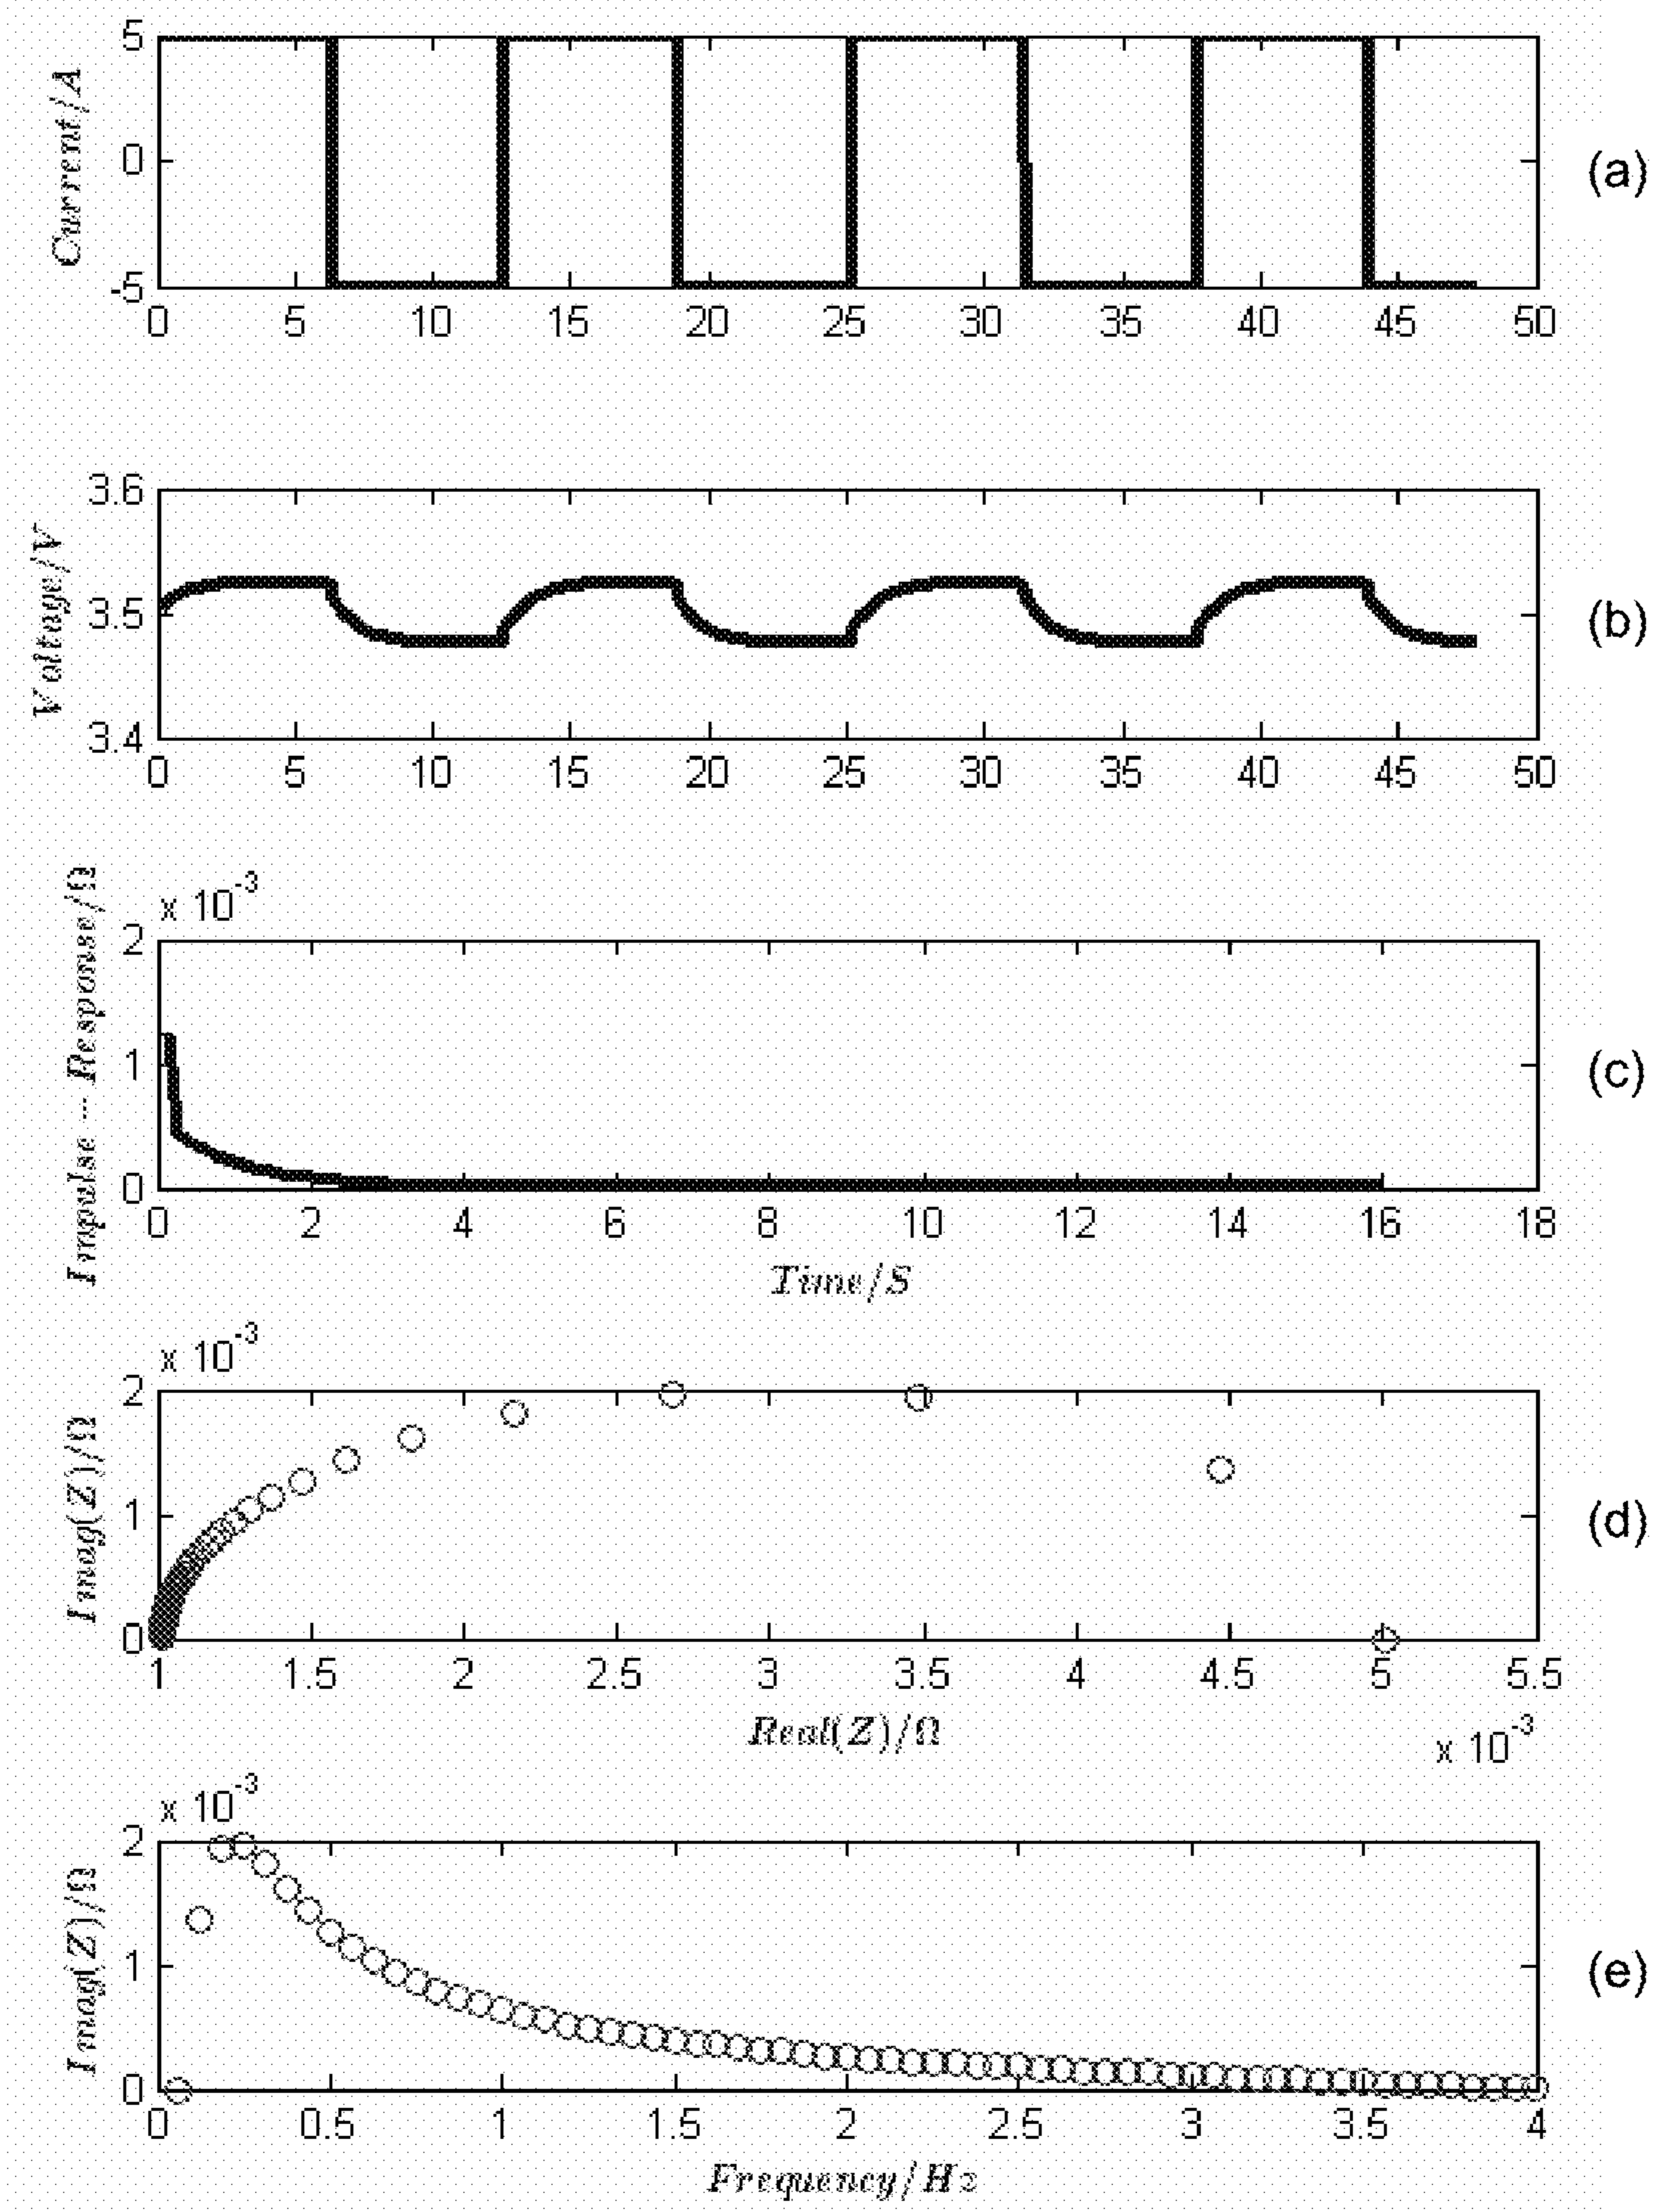 5
0
-5
Current/A
0 5 10 15 20 25 30 35 40 45 50
(a)
3.6
3.5
3.4
Voltage/V
0 5 10 15 20 25 30 35 40 45 50
(b)
x 10^-3
2
1
0
Impulse -- Response/Ω
0 2 4 6 8 10 12 14 16 18
Time/S
(c)
x 10^-3
2
1
0
Imag(Z)/Ω
1 1.5 2 2.5 3 3.5 4 4.5 5 5.5
Real(Z)/Ω
x 10^-3
(d)
x 10^-3
2
1
0
Imag(Z)/Ω
0 0.5 1 1.5 2 2.5 3 3.5 4
Frequency/Hz
(e)